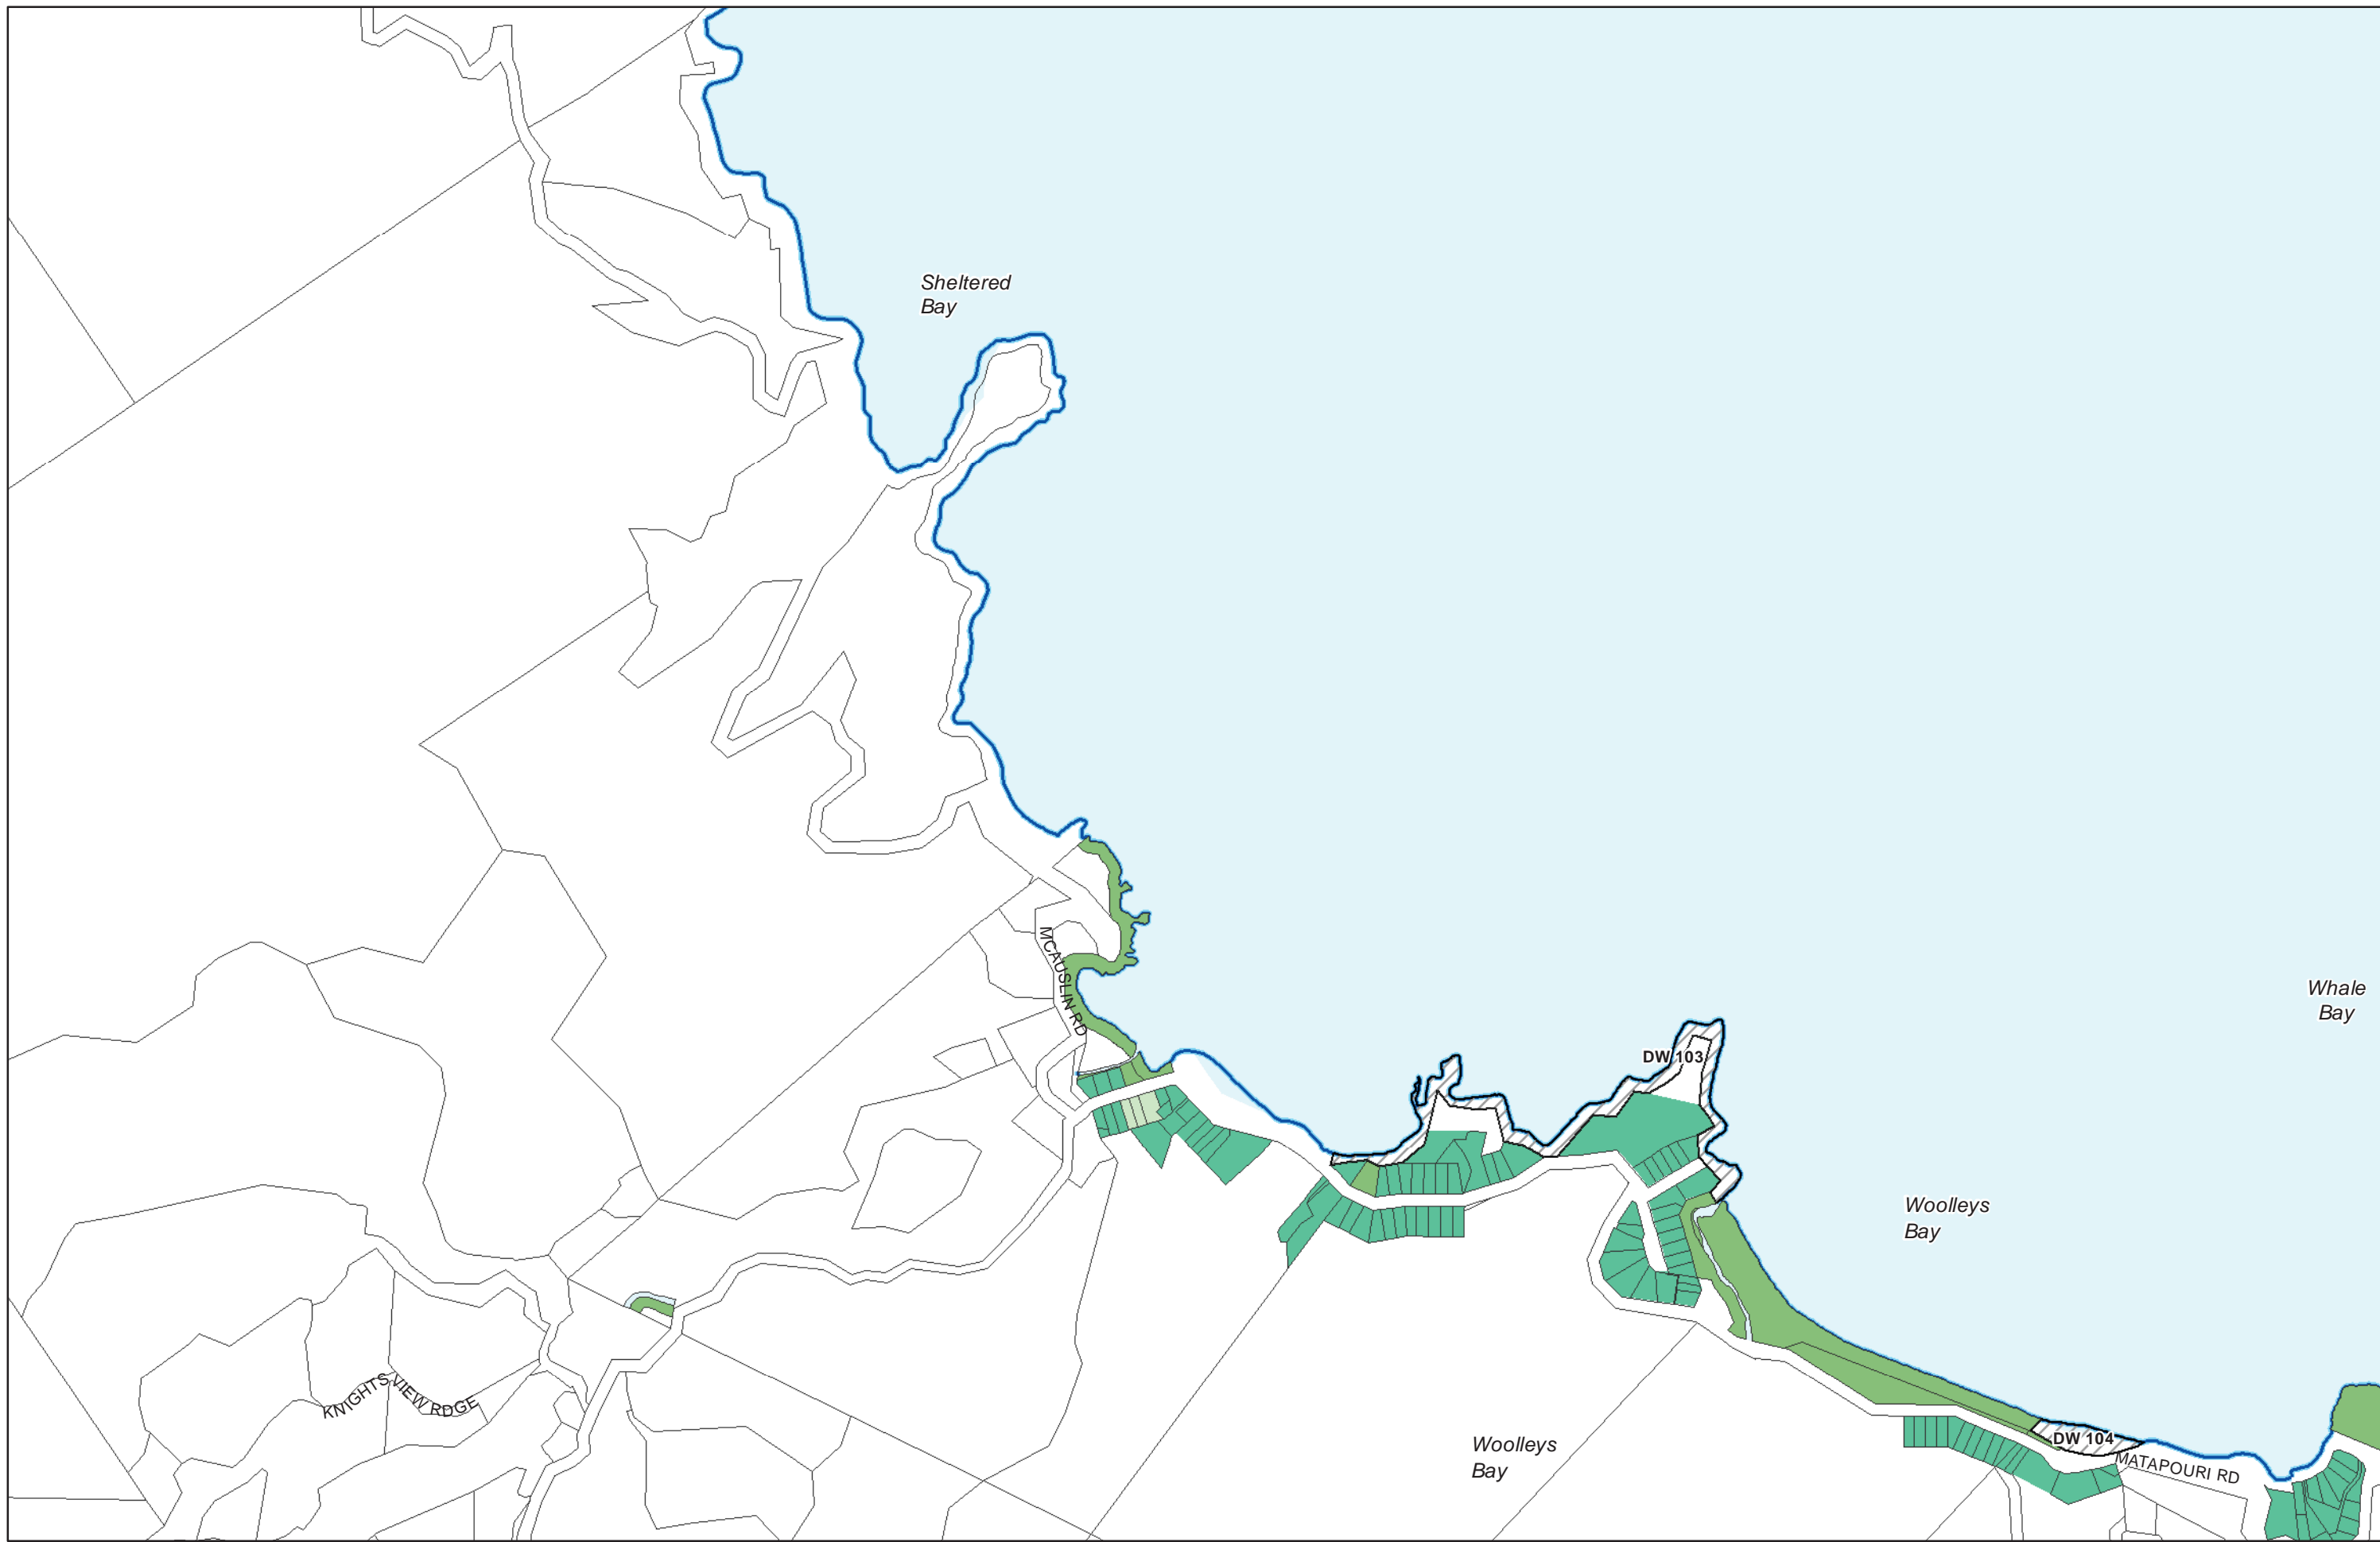 Sheltered
Bay
MCAUSLIN RD
Whale
Bay
DW 103
Woolleys
Bay
KNIGHTS VIEW RDGE
Woolleys
Bay
DW 104
MATAPOURI RD